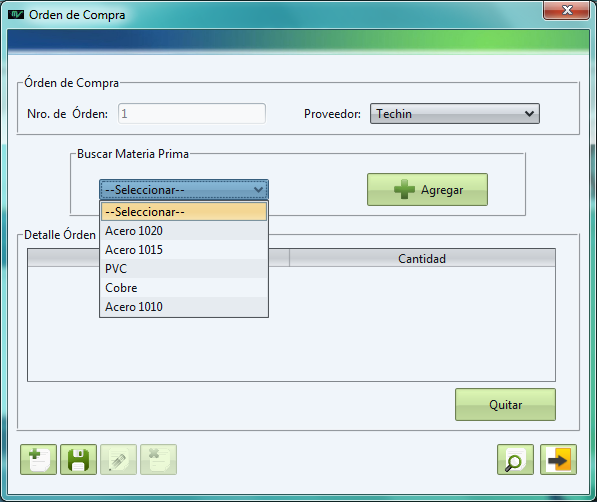 Orden de Compra
Órden de Compra
Nro. de Órden: 1 Proveedor: Techin
Buscar Materia Prima
--Seleccionar-- Agregar
--Seleccionar--
Acero 1020
Acero 1015
PVC
Cobre
Acero 1010
Detalle Órden
Cantidad
Quitar